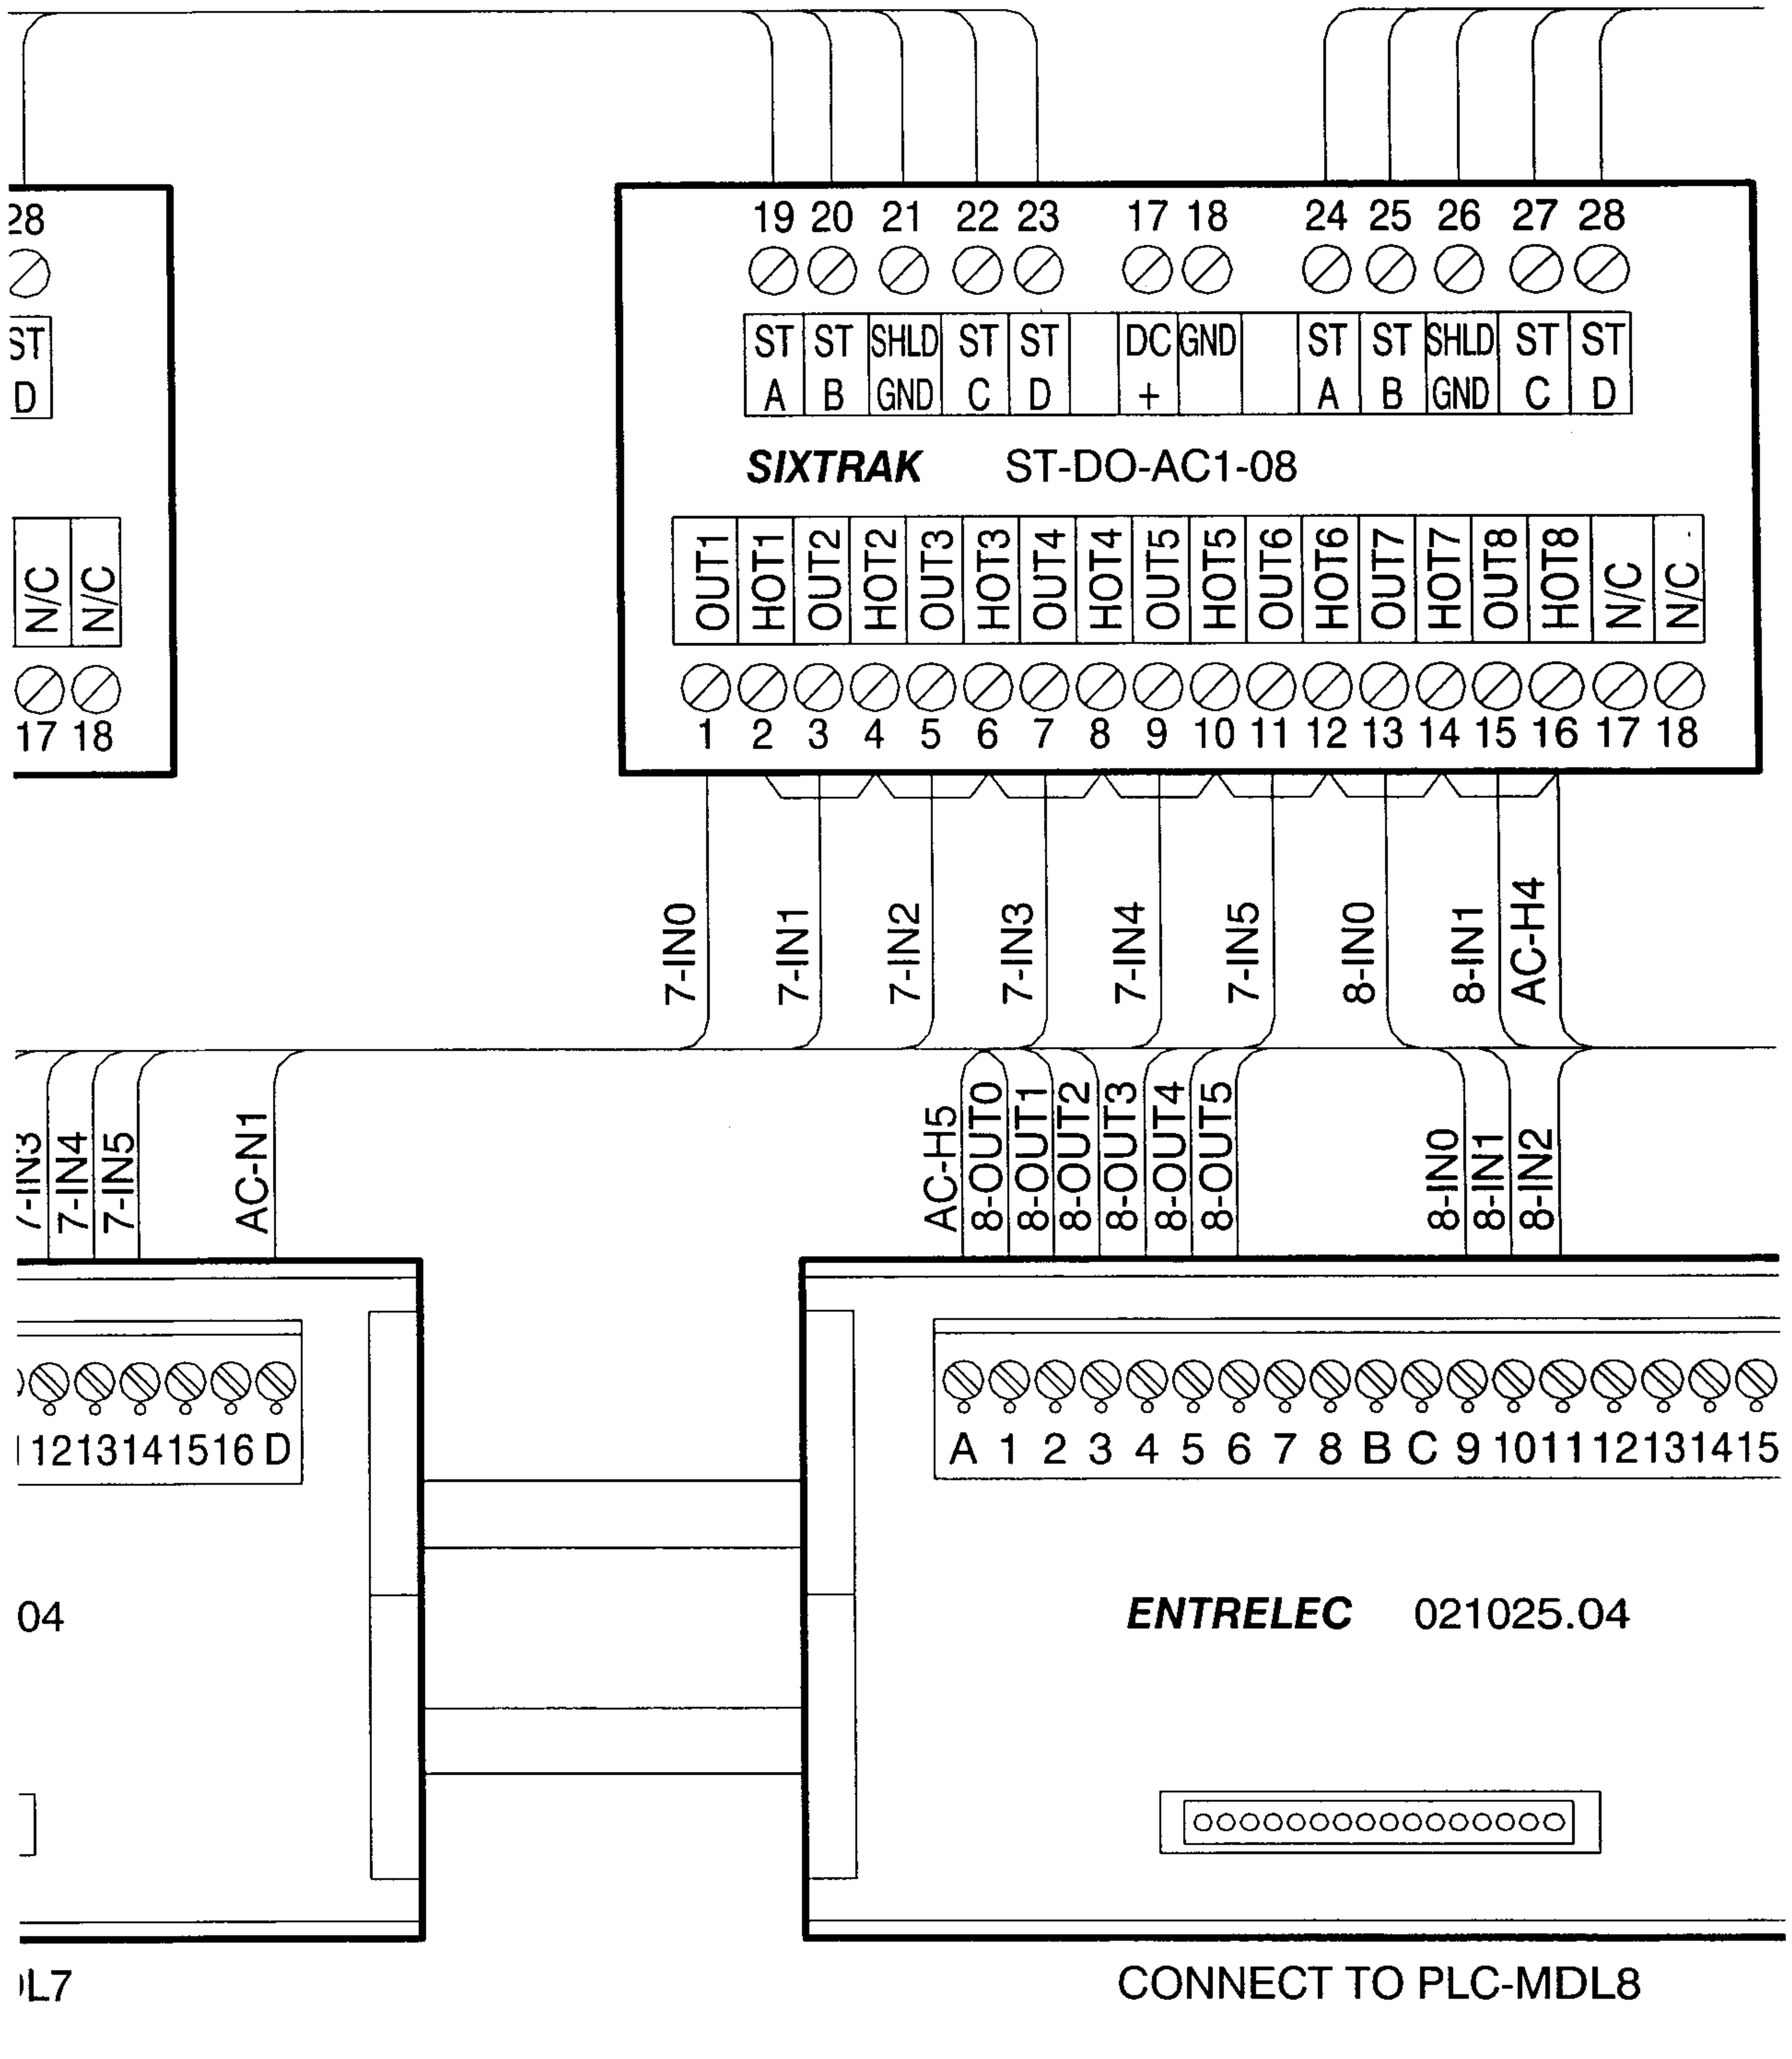 28
19 20 21 22 23 17 18 24 25 26 27 28
ST
D
ST A
ST B
SHLD GND
ST C
ST D
DC +
GND
ST A
ST B
SHLD GND
ST C
ST D
SIXTRAK ST-DO-AC1-08
N/C
N/C
OUT1
HOT1
OUT2
HOT2
OUT3
HOT3
OUT4
HOT4
OUT5
HOT5
OUT6
HOT6
OUT7
HOT7
OUT8
HOT8
N/C
N/C
17 18
1 2 3 4 5 6 7 8 9 10 11 12 13 14 15 16 17 18
7-IN0
7-IN1
7-IN2
7-IN3
7-IN4
7-IN5
8-IN0
8-IN1
AC-H4
7-IN3
7-IN4
7-IN5
AC-N1
AC-H5
8-OUT0
8-OUT1
8-OUT2
8-OUT3
8-OUT4
8-OUT5
8-IN0
8-IN1
8-IN2
12 13 14 15 16 D
A 1 2 3 4 5 6 7 8 B C 9 10 11 12 13 14 15
04
ENTRELEC 021025.04
L7
CONNECT TO PLC-MDL8